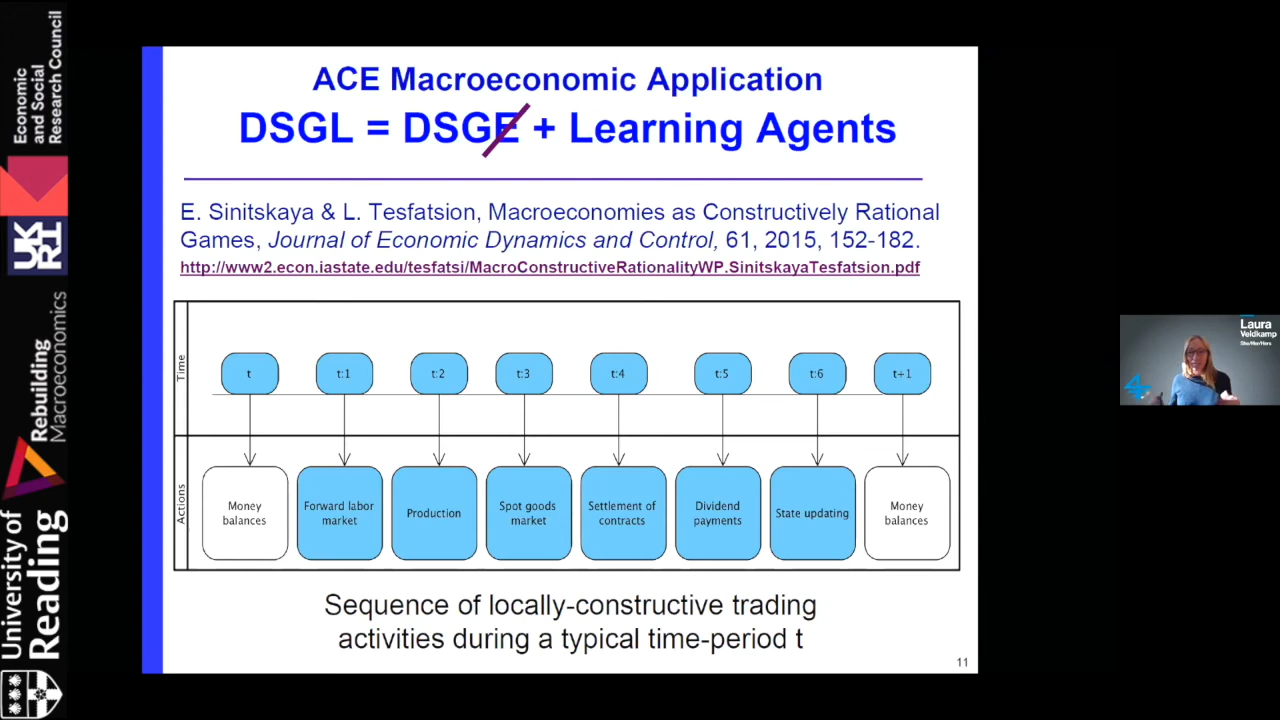 Economic
and Social
Research Council
UK
RI
Rebuilding
Macroeconomics
University of
Reading
ACE Macroeconomic Application
DSGL = DSGE + Learning Agents
E. Sinitskaya & L. Tesfatsion, Macroeconomies as Constructively Rational
Games, Journal of Economic Dynamics and Control, 61, 2015, 152-182.
http://www2.econ.iastate.edu/tesfatsi/MacroConstructiveRationalityWP.SinitskayaTesfatsion.pdf
Time
t
t:1
t:2
t:3
t:4
t:5
t:6
t+1
Actions
Money
balances
Forward labor
market
Production
Spot goods
market
Settlement of
contracts
Dividend
payments
State updating
Money
balances
Sequence of locally-constructive trading
activities during a typical time-period t
11
Laura
Veldkamp
She/Her/Hers